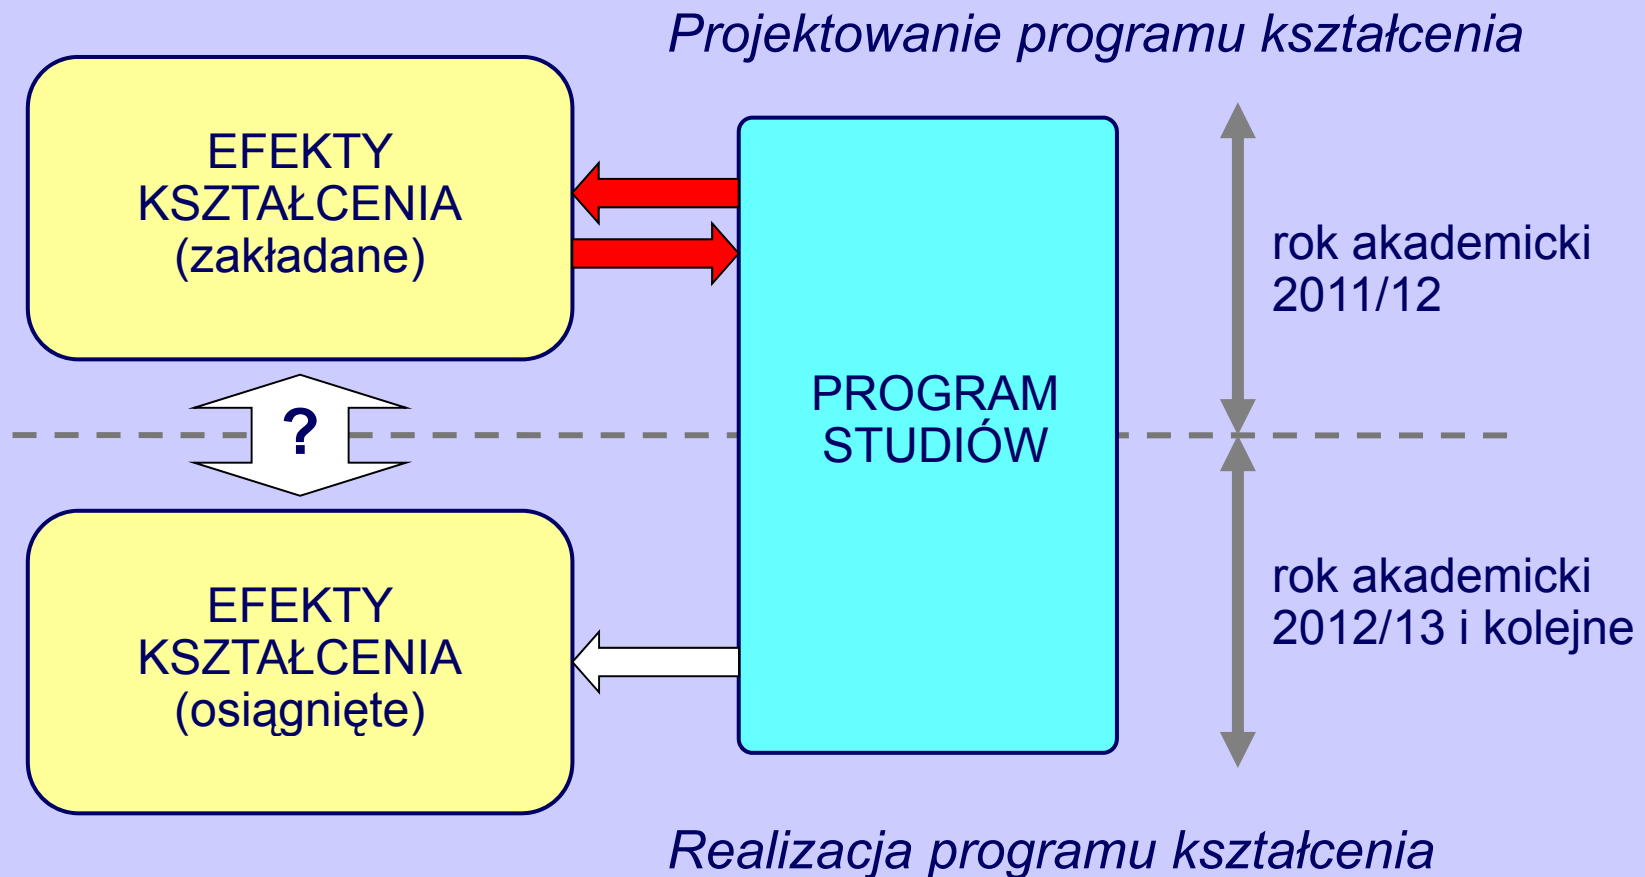 Projektowanie programu kształcenia
EFEKTY
KSZTAŁCENIA
(zakładane)
rok akademicki
2011/12
?
PROGRAM
STUDIÓW
EFEKTY
KSZTAŁCENIA
(osiągnięte)
rok akademicki
2012/13 i kolejne
Realizacja programu kształcenia